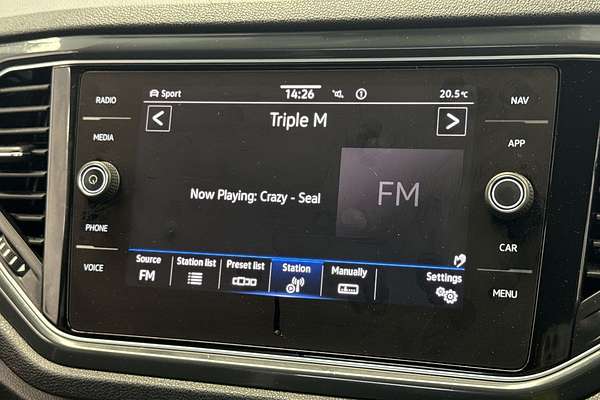 RADIO
MEDIA
PHONE
VOICE
Sport
14:26
20.5°C
Triple M
Now Playing: Crazy - Seal
FM
Source
FM
Station list
Preset list
Station
Manually
Settings
NAV
APP
CAR
MENU